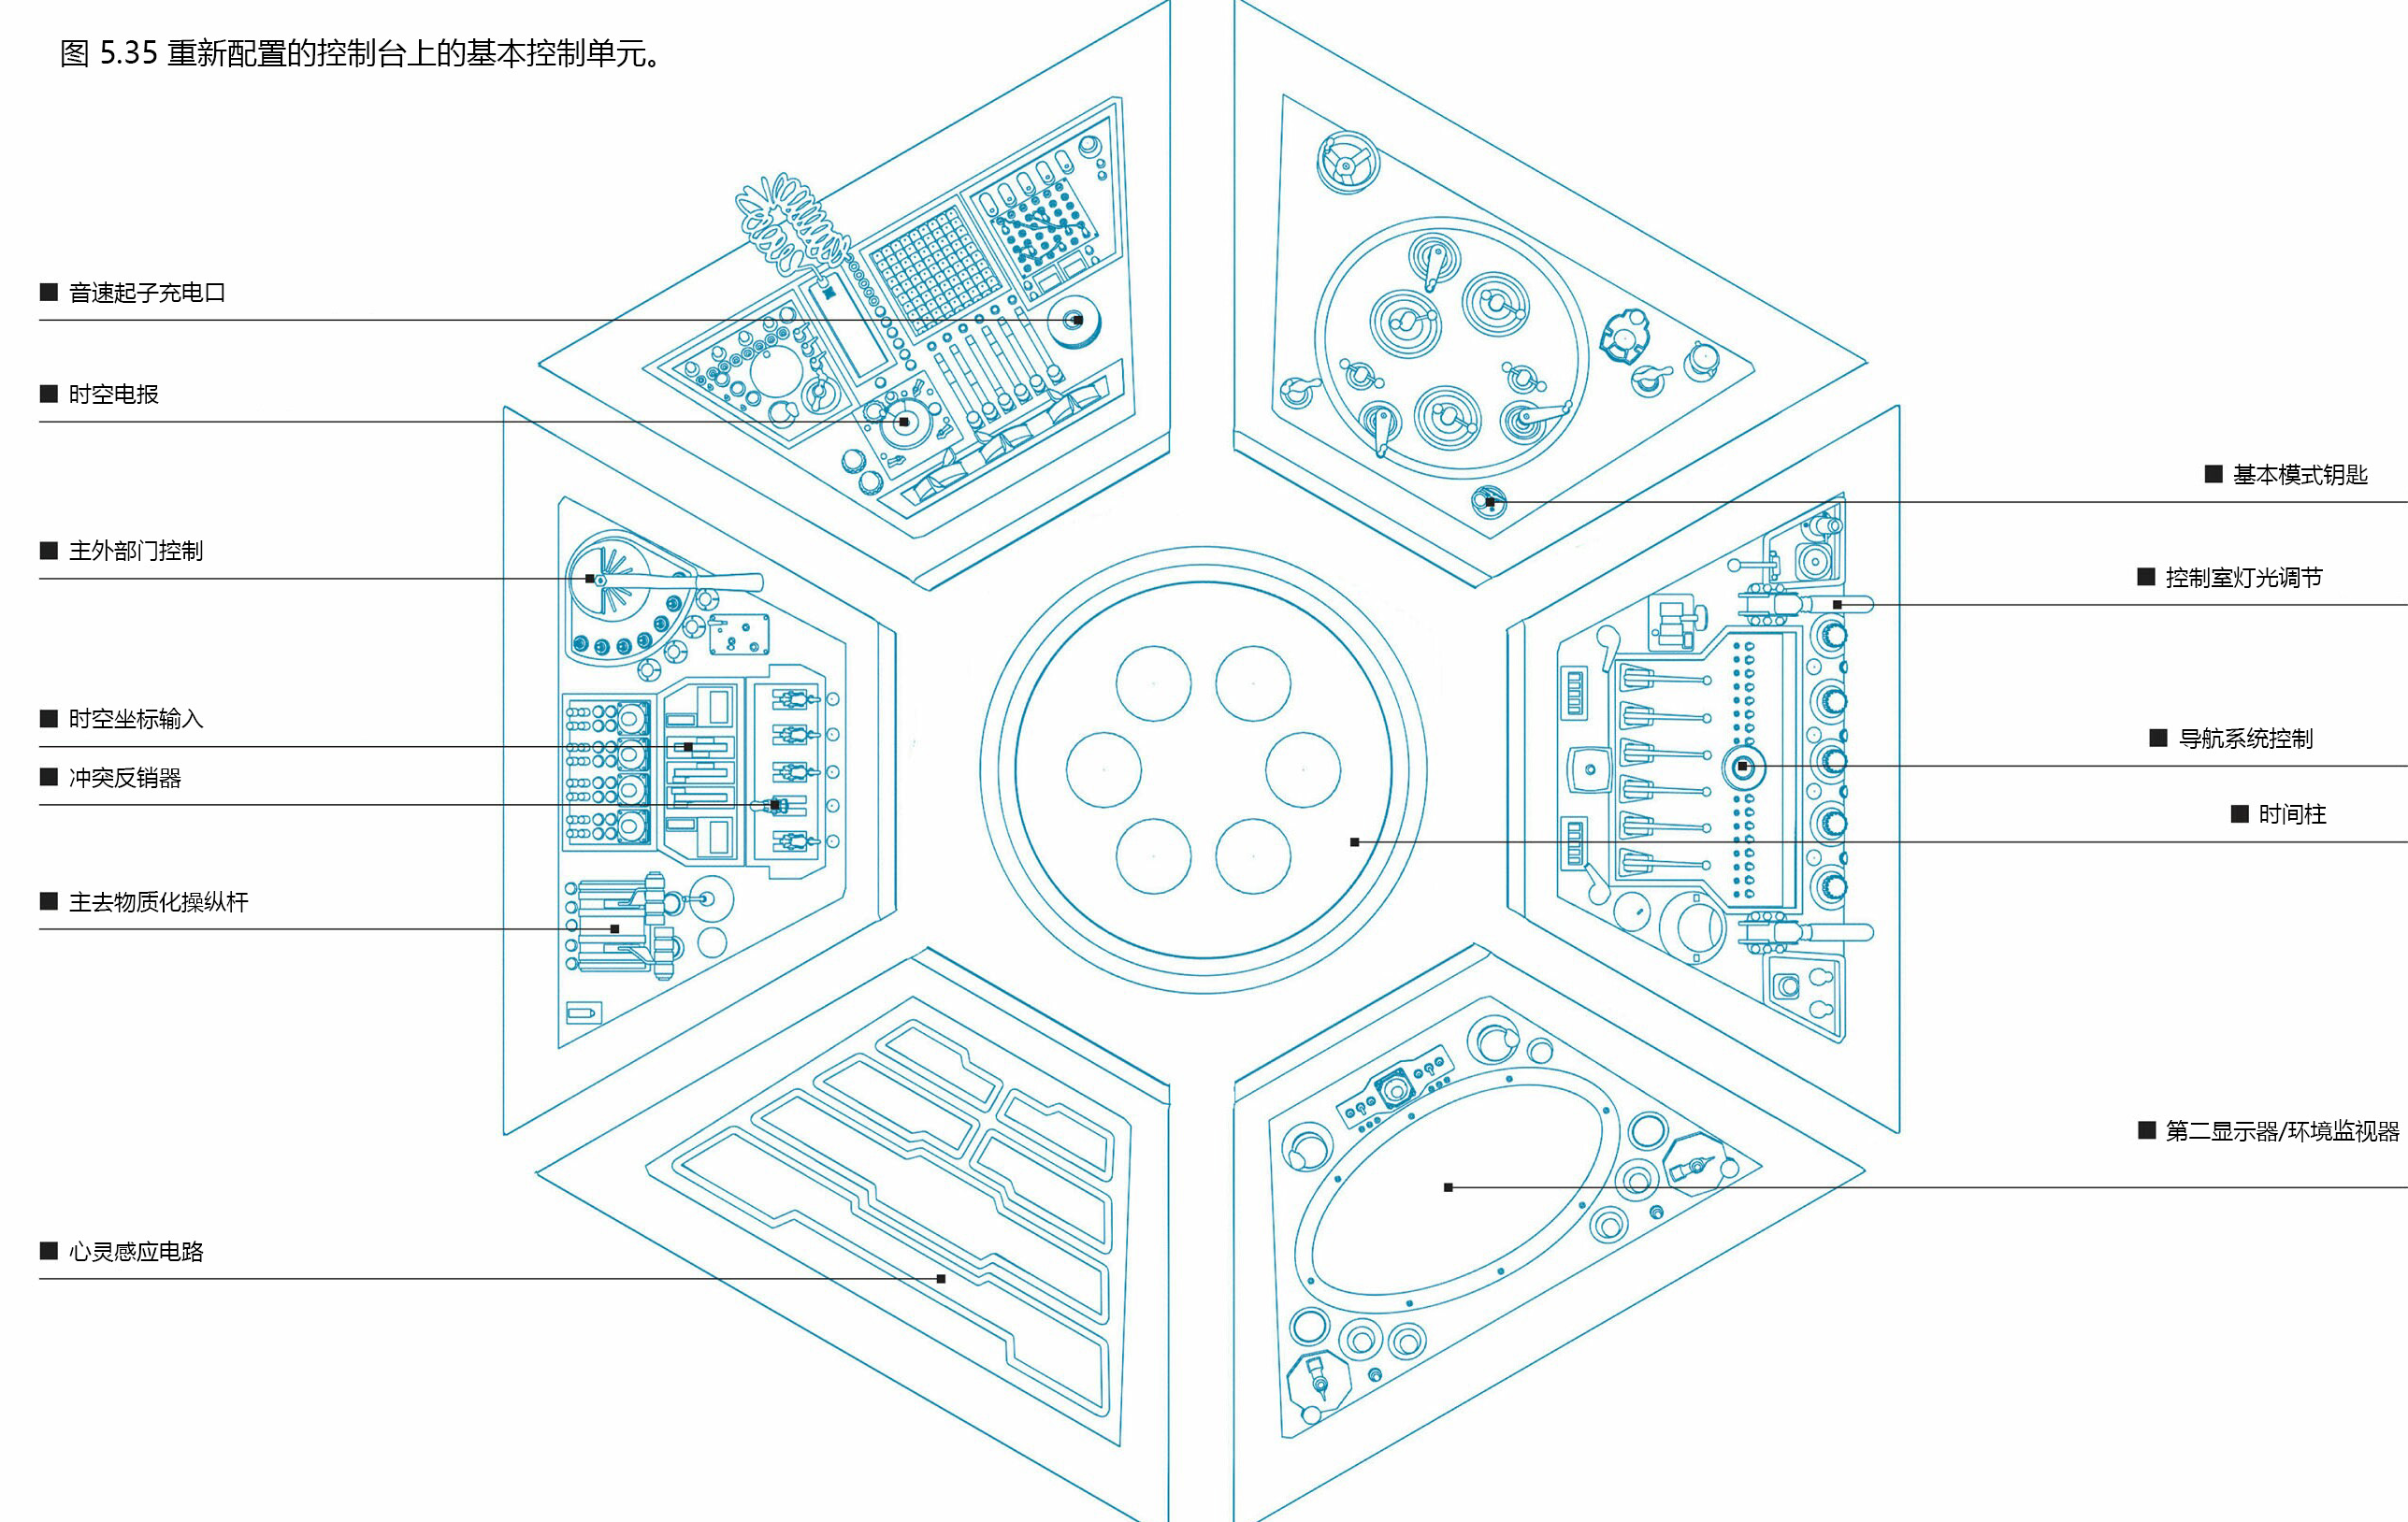 图 5.35 重新配置的控制台上的基本控制单元。
音速起子充电口
时空电报
主外部门控制
时空坐标输入
冲突反销器
主去物质化操纵杆
心灵感应电路
基本模式钥匙
控制室灯光调节
导航系统控制
时间柱
第二显示器/环境监视器